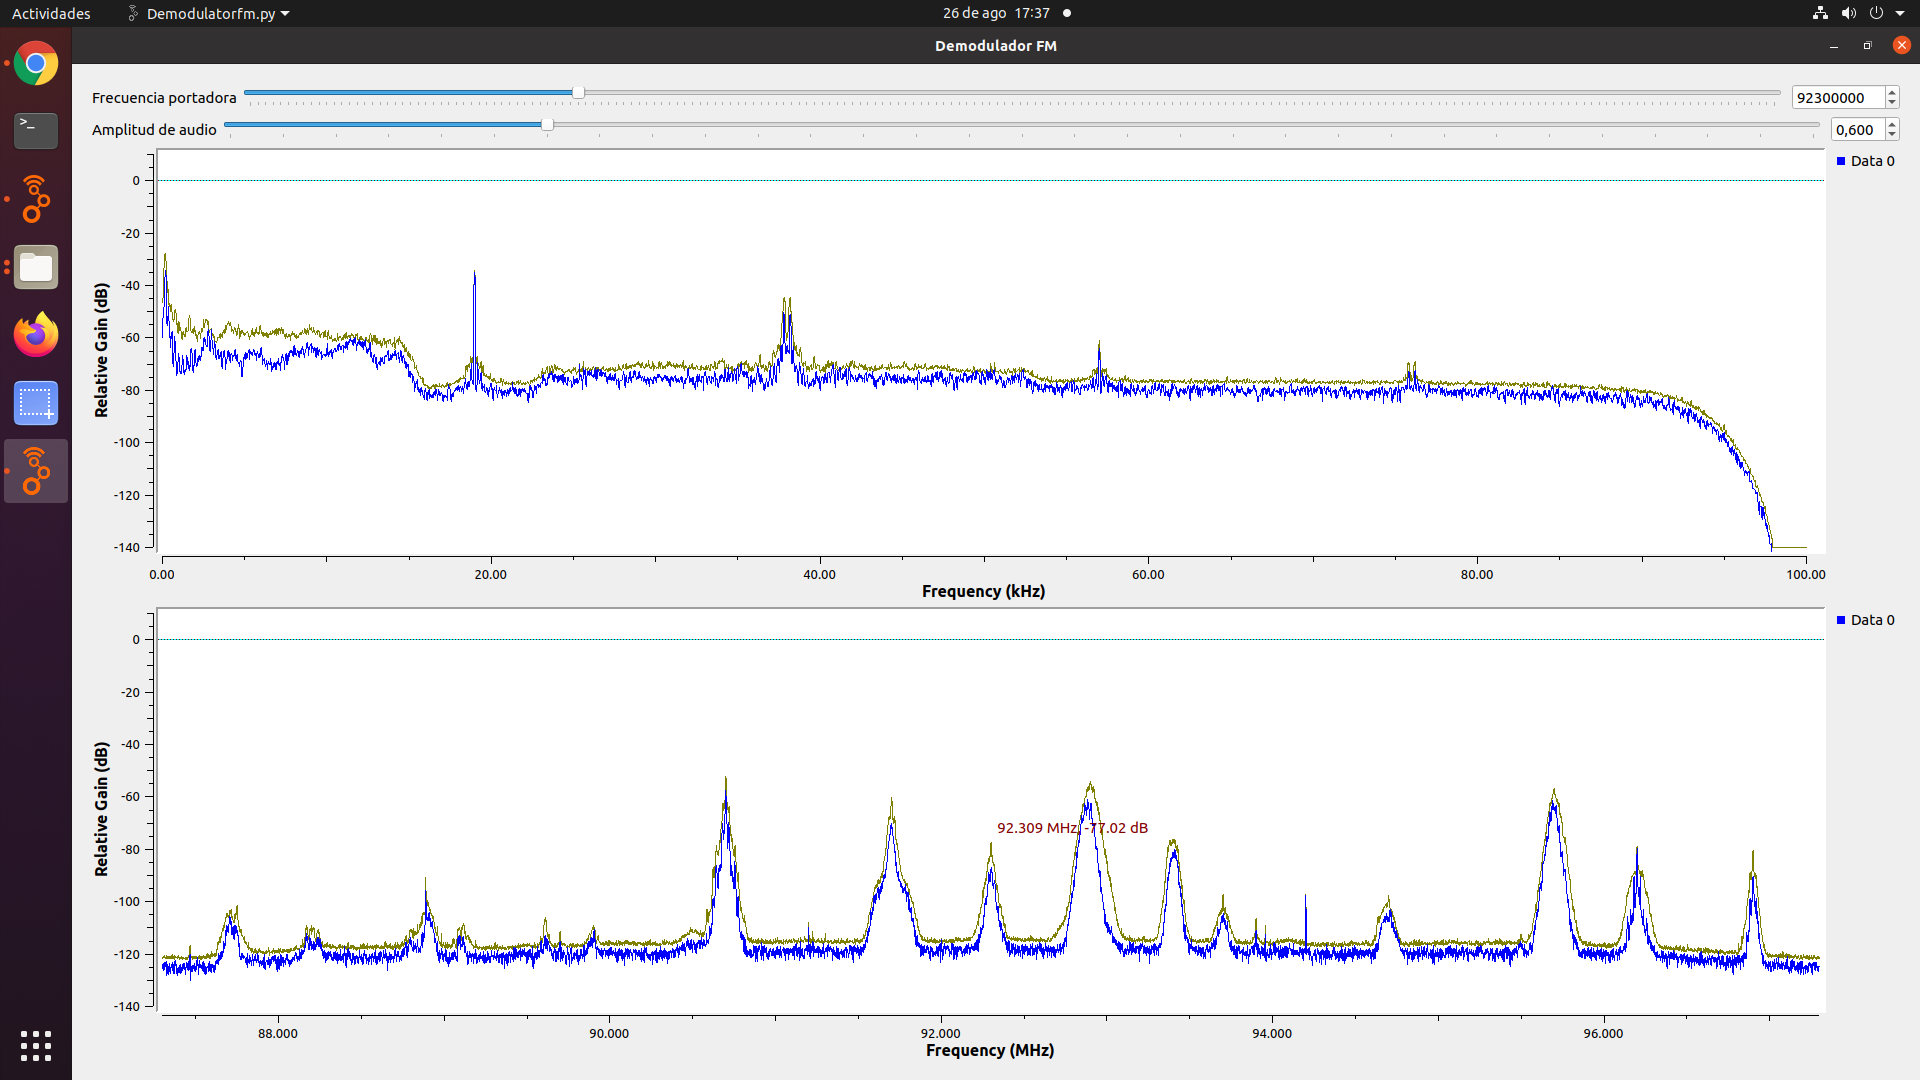 Actividades Demodulatorfm.py 26 de ago 17:37
Demodulador FM
Frecuencia portadora 92300000
Amplitud de audio 0,600
Data 0
0
-20
-40
-60
-80
-100
-120
-140
Relative Gain (dB)
0.00 20.00 40.00 60.00 80.00 100.00
Frequency (kHz)
Data 0
0
-20
-40
-60
-80
-100
-120
-140
Relative Gain (dB)
92.309 MHz, -77.02 dB
88.000 90.000 92.000 94.000 96.000
Frequency (MHz)